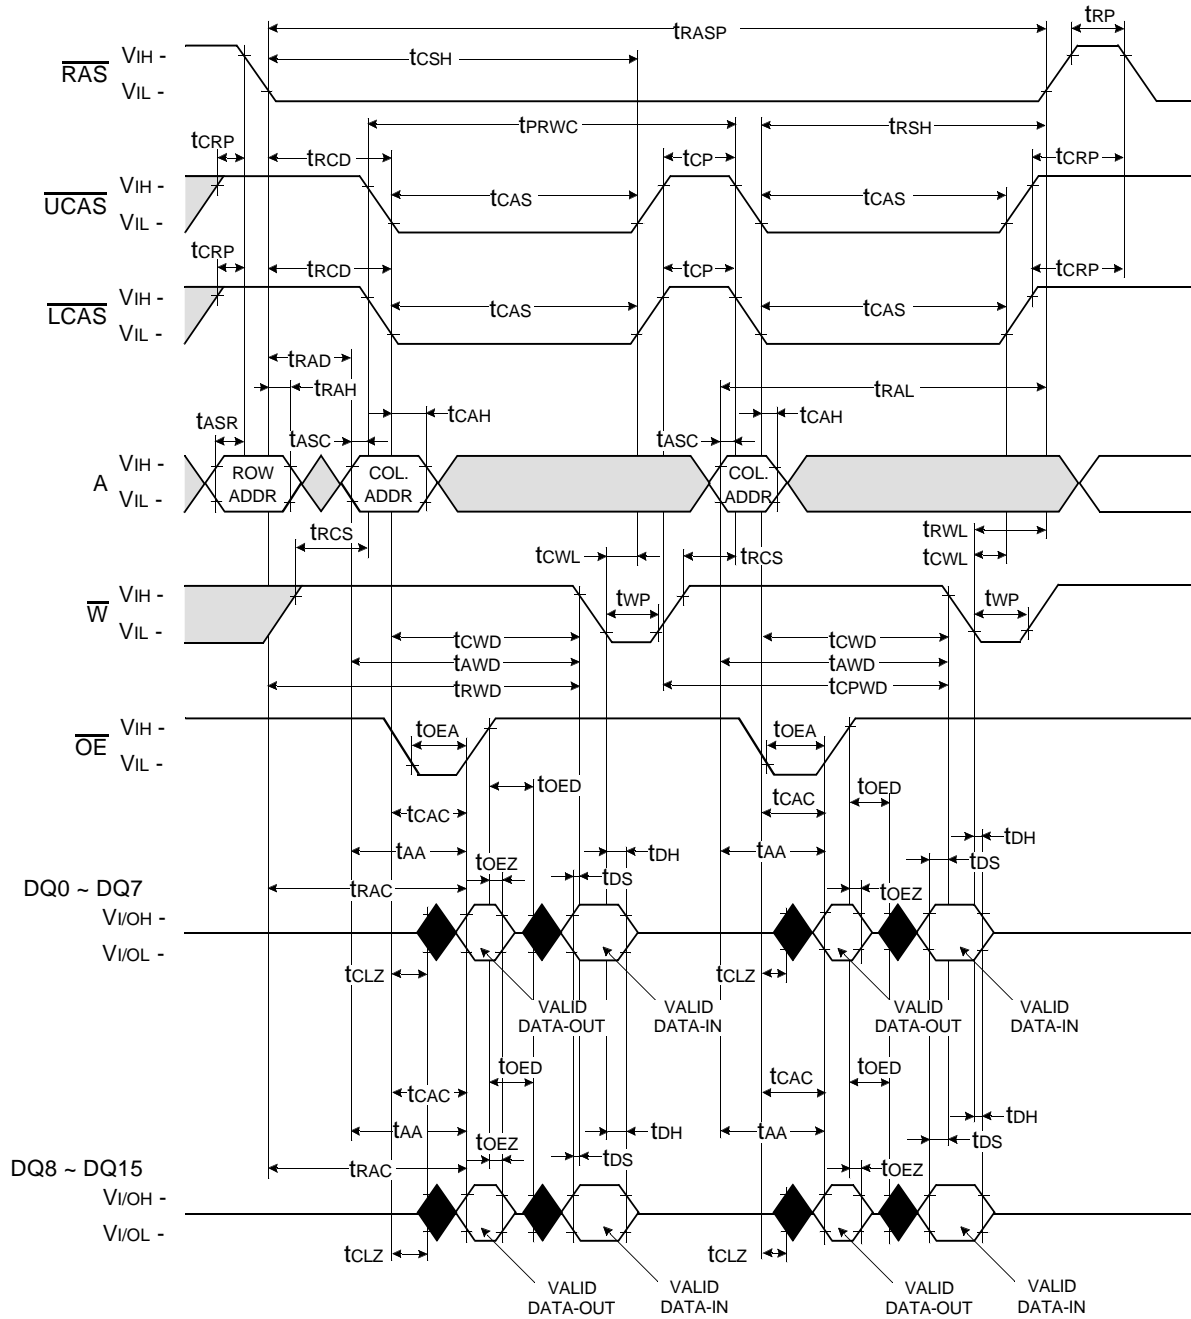 tRP
tRASP
tCSH
RAS
VIH -
VIL -
tPRWC
tRSH
tCRP
tRCD
tCP
tCRP
UCAS
VIH -
VIL -
tCAS
tCAS
tCRP
tRCD
tCP
tCRP
LCAS
VIH -
VIL -
tCAS
tCAS
tRAD
tRAH
tRAL
tASR
tASC
tCAH
tASC
tCAH
A
VIH -
VIL -
ROW
ADDR
COL.
ADDR
COL.
ADDR
tRCS
tCWL
tRCS
tRWL
tCWL
W
VIH -
VIL -
tWP
tWP
tCWD
tCWD
tAWD
tAWD
tRWD
tCPWD
OE
VIH -
VIL -
tOEA
tOEA
tOED
tOED
tCAC
tCAC
tAA
tOEZ
tDH
tDS
tAA
tDH
tDS
DQ0 ~ DQ7
tRAC
tOEZ
VI/OH -
VI/OL -
tCLZ
tCLZ
VALID
DATA-OUT
VALID
DATA-IN
VALID
DATA-OUT
VALID
DATA-IN
tOED
tOED
tCAC
tCAC
tAA
tOEZ
tDH
tDS
tAA
tDH
tDS
DQ8 ~ DQ15
tRAC
tOEZ
VI/OH -
VI/OL -
tCLZ
tCLZ
VALID
DATA-OUT
VALID
DATA-IN
VALID
DATA-OUT
VALID
DATA-IN